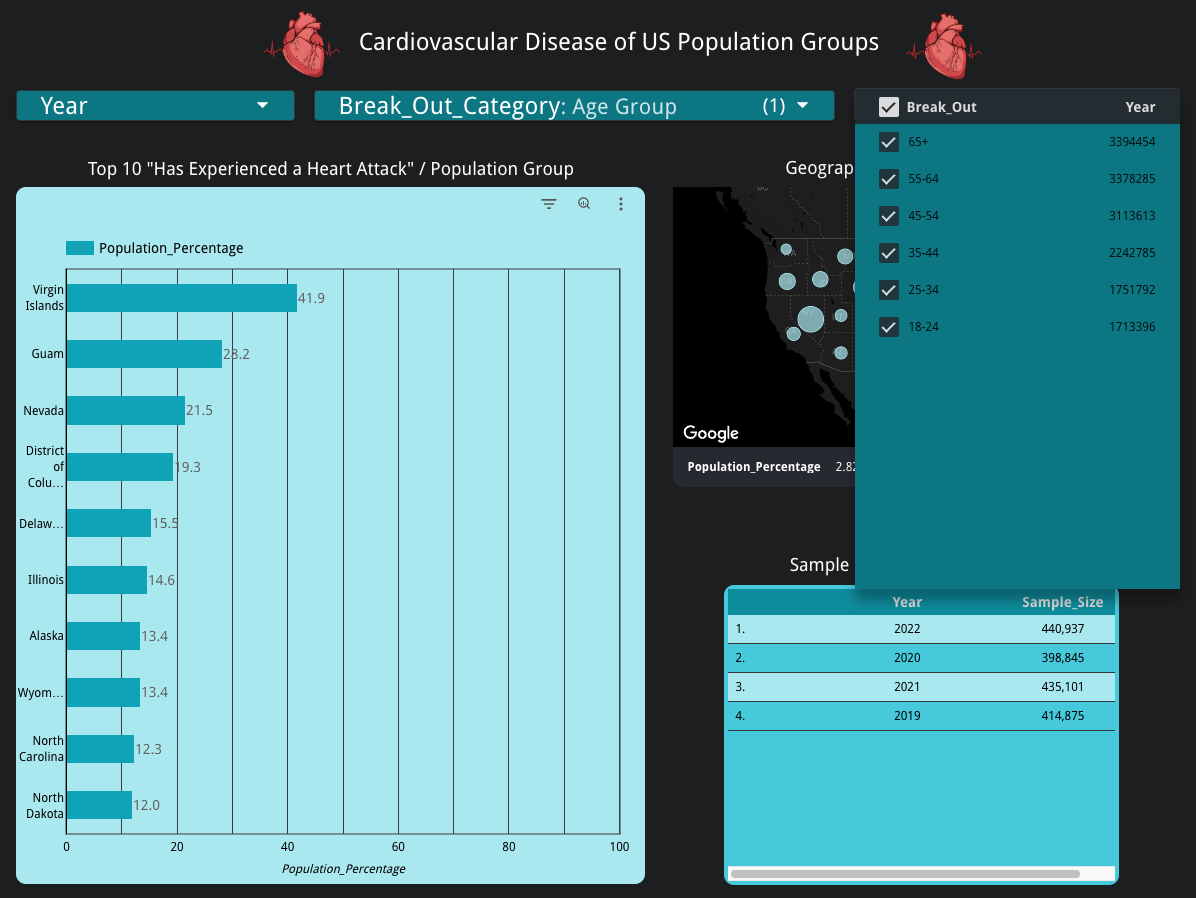 Cardiovascular Disease of US Population Groups
Year
Break_Out_Category: Age Group (1)
Break_Out Year
65+ 3394454
55-64 3378285
45-54 3113613
35-44 2242785
25-34 1751792
18-24 1713396
Top 10 "Has Experienced a Heart Attack" / Population Group
Population_Percentage
Virgin
Islands 41.9
Guam 28.2
Nevada 21.5
District
of
Colu... 19.3
Delaw... 15.5
Illinois 14.6
Alaska 13.4
Wyom... 13.4
North
Carolina 12.3
North
Dakota 12.0
0 20 40 60 80 100
Population_Percentage
Geograp
BC
WA
Google
Population_Percentage 2.82
Sample
Year Sample_Size
1. 2022 440,937
2. 2020 398,845
3. 2021 435,101
4. 2019 414,875